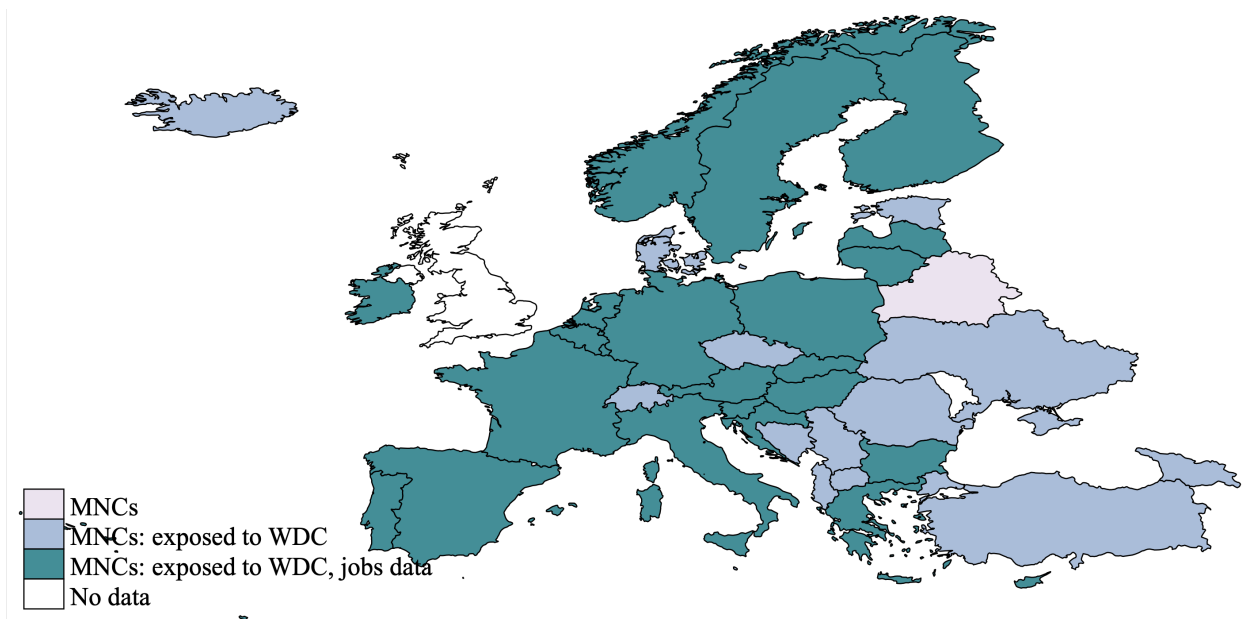 MNCs
MNCs: exposed to WDC
MNCs: exposed to WDC, jobs data
No data